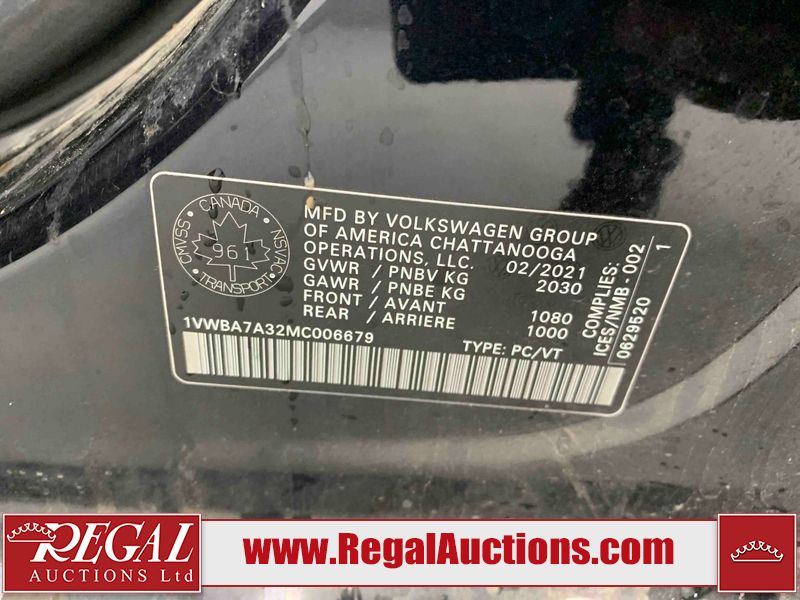 CMVSS · CANADA · NSVAC · TRANSPORT
961
MFD BY VOLKSWAGEN GROUP
OF AMERICA CHATTANOOGA
OPERATIONS, LLC. 02/2021
GVWR / PNBV KG 2030
GAWR / PNBE KG
FRONT / AVANT 1080
REAR / ARRIERE 1000
1VWBA7A32MC006679
TYPE: PC/VT
COMPLIES:
ICES/NMB - 002
0629520 1
REGAL
AUCTIONS Ltd
www.RegalAuctions.com